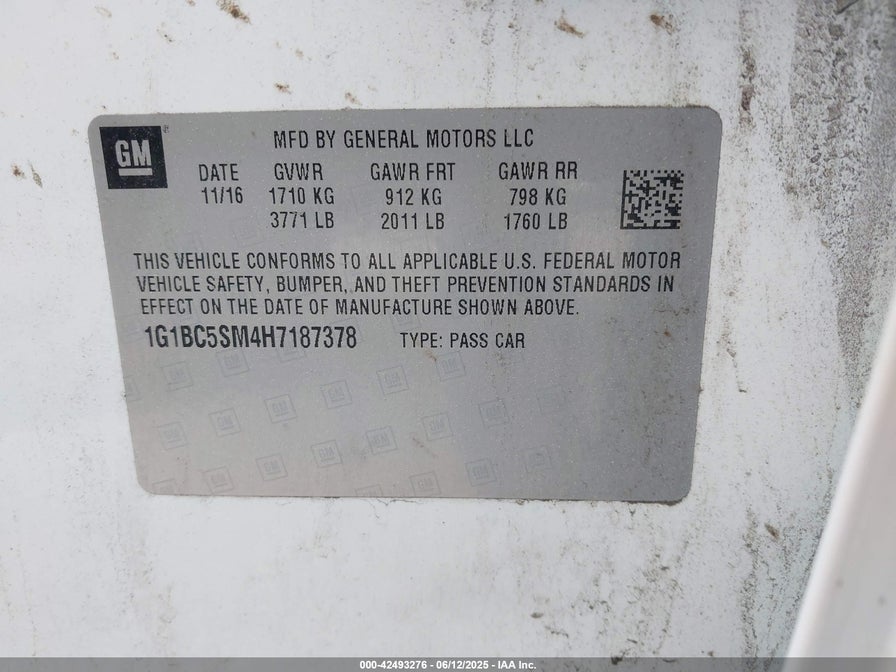 GM
MFD BY GENERAL MOTORS LLC
DATE GVWR GAWR FRT GAWR RR
11/16 1710 KG 912 KG 798 KG
3771 LB 2011 LB 1760 LB
THIS VEHICLE CONFORMS TO ALL APPLICABLE U.S. FEDERAL MOTOR
VEHICLE SAFETY, BUMPER, AND THEFT PREVENTION STANDARDS IN
EFFECT ON THE DATE OF MANUFACTURE SHOWN ABOVE.
1G1BC5SM4H7187378 TYPE: PASS CAR
000-42493276 - 06/12/2025 - IAA Inc.